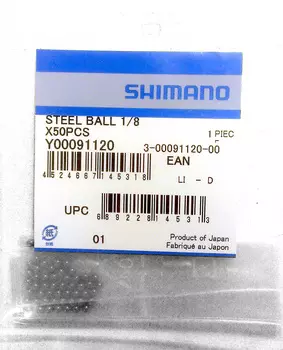 SHIMANO
STEEL BALL 1/8
X50PCS
1 PIEC
E
Y00091120
3-00091120-00
EAN
4 524667 145318
LI - D
UPC
6 89228 14531 3
紙
01
Product of Japan
Fabriqué au Japon